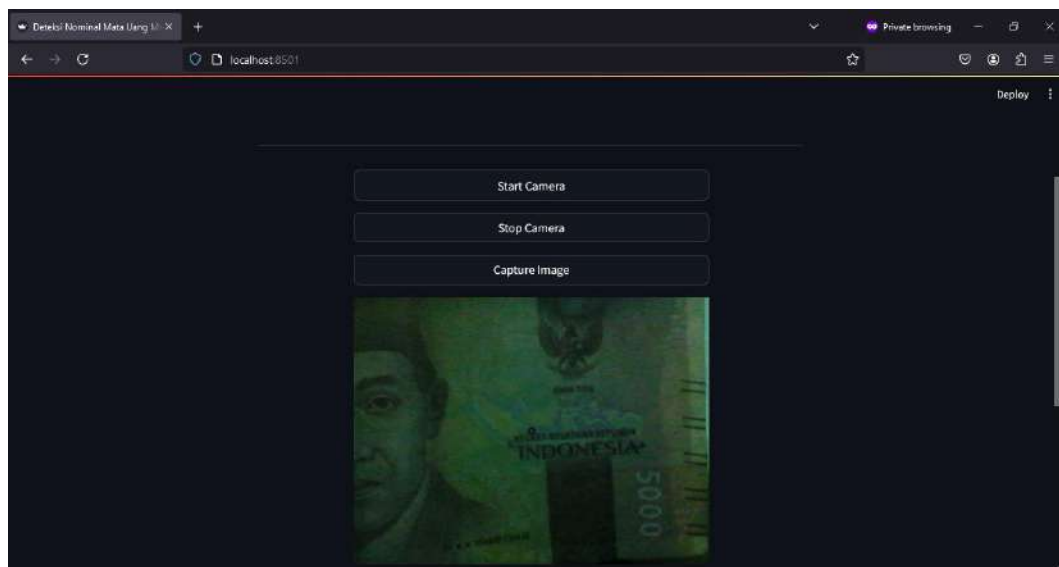 Deteksi Nominal Mata Uang
Private browsing
localhost:8501
Deploy
Start Camera
Stop Camera
Capture Image
INDONESIA
5000